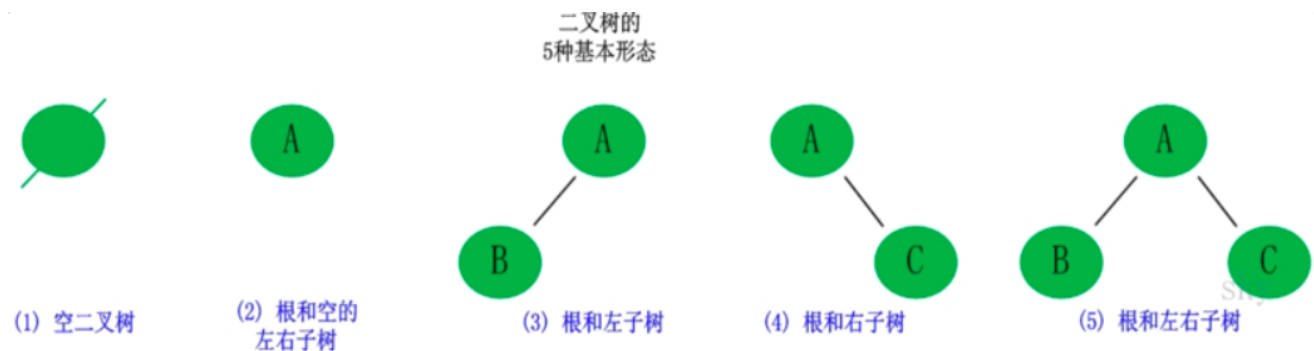 二叉树的
5种基本形态
A
A
A
A
B
C
B
C
(1) 空二叉树
(2) 根和空的
左右子树
(3) 根和左子树
(4) 根和右子树
(5) 根和左右子树